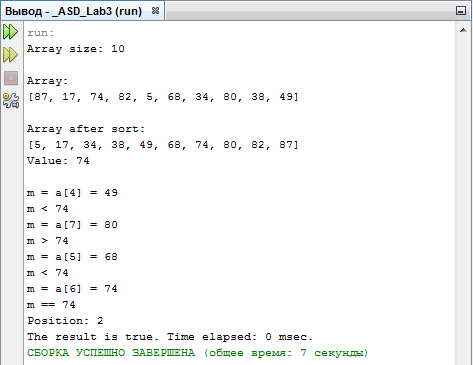 Вывод - _ASD_Lab3 (run)
run:
Array size: 10
Array:
[87, 17, 74, 82, 5, 68, 34, 80, 38, 49]
Array after sort:
[5, 17, 34, 38, 49, 68, 74, 80, 82, 87]
Value: 74
m = a[4] = 49
m < 74
m = a[7] = 80
m > 74
m = a[5] = 68
m < 74
m = a[6] = 74
m == 74
Position: 2
The result is true. Time elapsed: 0 msec.
СБОРКА УСПЕШНО ЗАВЕРШЕНА (общее время: 7 секунды)